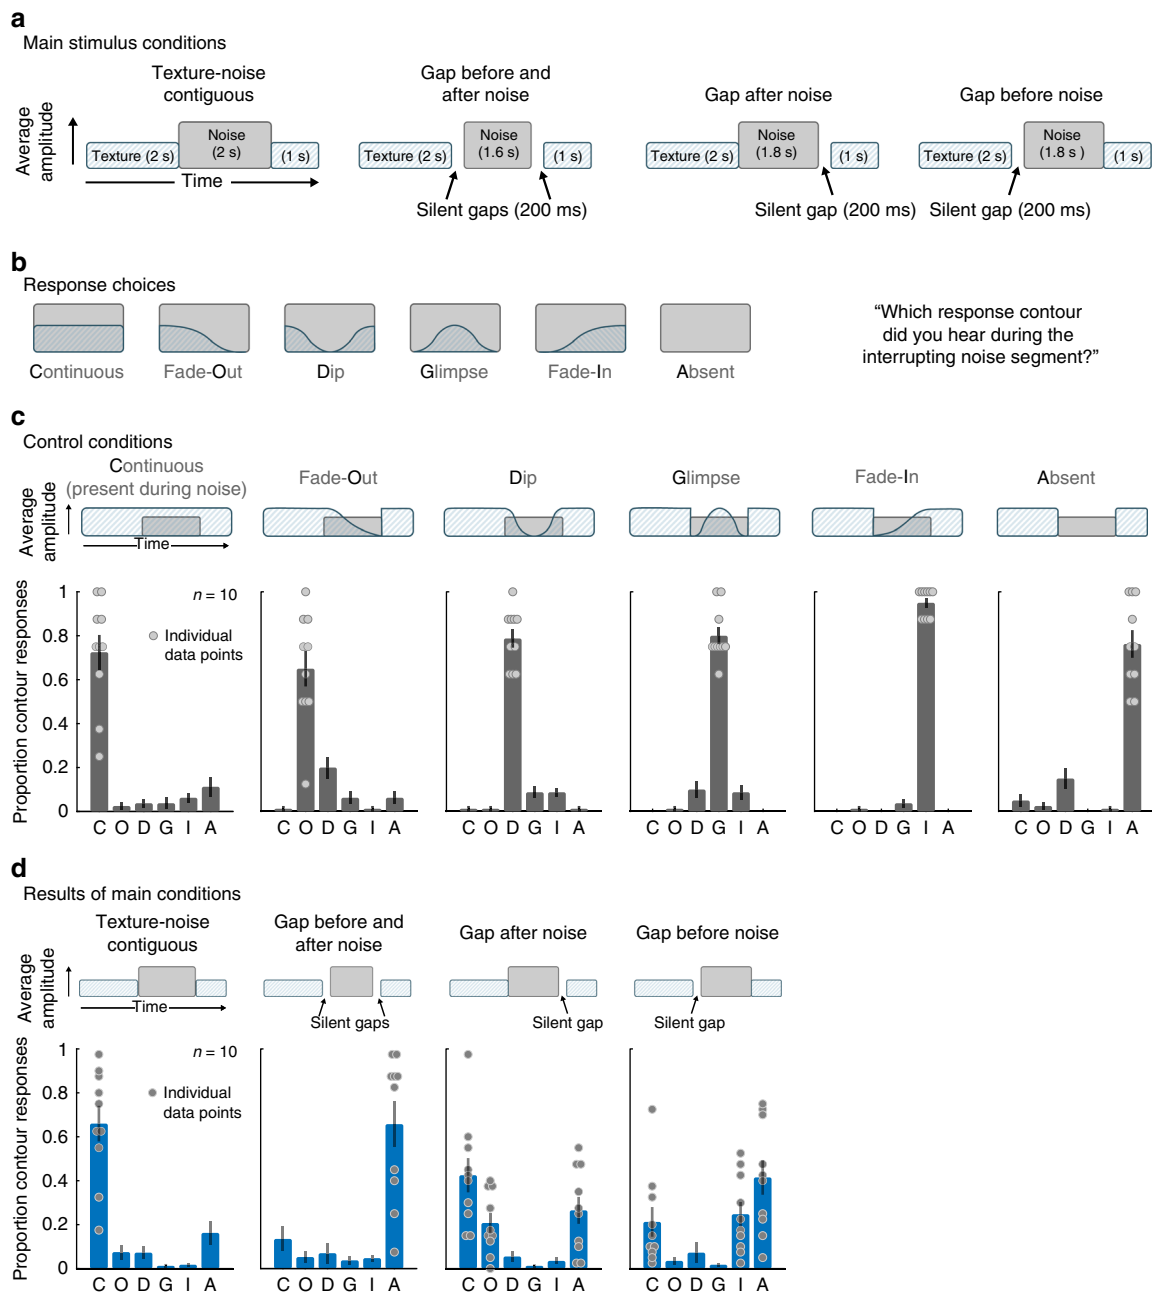 a
Main stimulus conditions
Texture-noise
contiguous
Gap before and
after noise
Gap after noise
Gap before noise
Average
amplitude
Texture (2 s)
Noise
(2 s)
(1 s)
Time
Texture (2 s)
Noise
(1.6 s)
(1 s)
Silent gaps (200 ms)
Texture (2 s)
Noise
(1.8 s)
(1 s)
Silent gap (200 ms)
Texture (2 s)
Noise
(1.8 s )
(1 s)
Silent gap (200 ms)
b
Response choices
Continuous
Fade-Out
Dip
Glimpse
Fade-In
Absent
“Which response contour
did you hear during the
interrupting noise segment?”
c
Control conditions
Continuous
(present during noise)
Fade-Out
Dip
Glimpse
Fade-In
Absent
Average
amplitude
Time
Proportion contour responses
1
0.8
0.6
0.4
0.2
0
n = 10
Individual
data points
C O D G I A
C O D G I A
C O D G I A
C O D G I A
C O D G I A
C O D G I A
d
Results of main conditions
Texture-noise
contiguous
Gap before and
after noise
Gap after noise
Gap before noise
Average
amplitude
Time
Silent gaps
Silent gap
Silent gap
Proportion contour responses
1
0.8
0.6
0.4
0.2
0
n = 10
Individual
data points
C O D G I A
C O D G I A
C O D G I A
C O D G I A